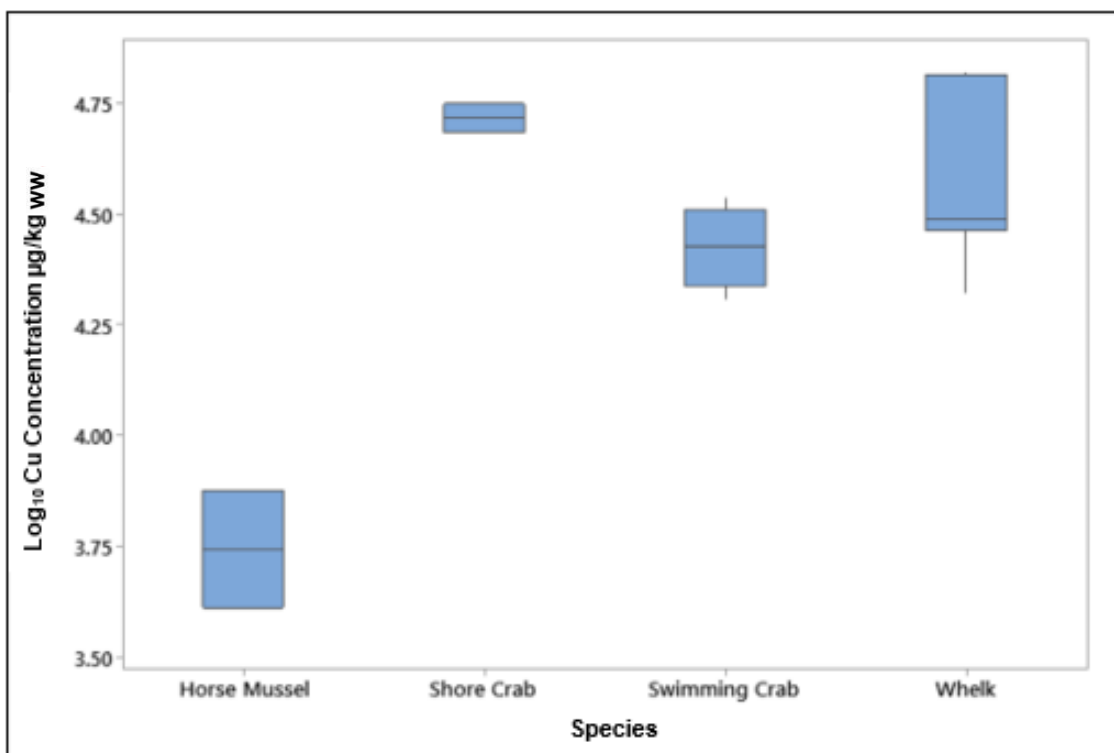 Log₁₀ Cu Concentration µg/kg ww
4.75
4.50
4.25
4.00
3.75
3.50
Horse Mussel Shore Crab Swimming Crab Whelk
Species